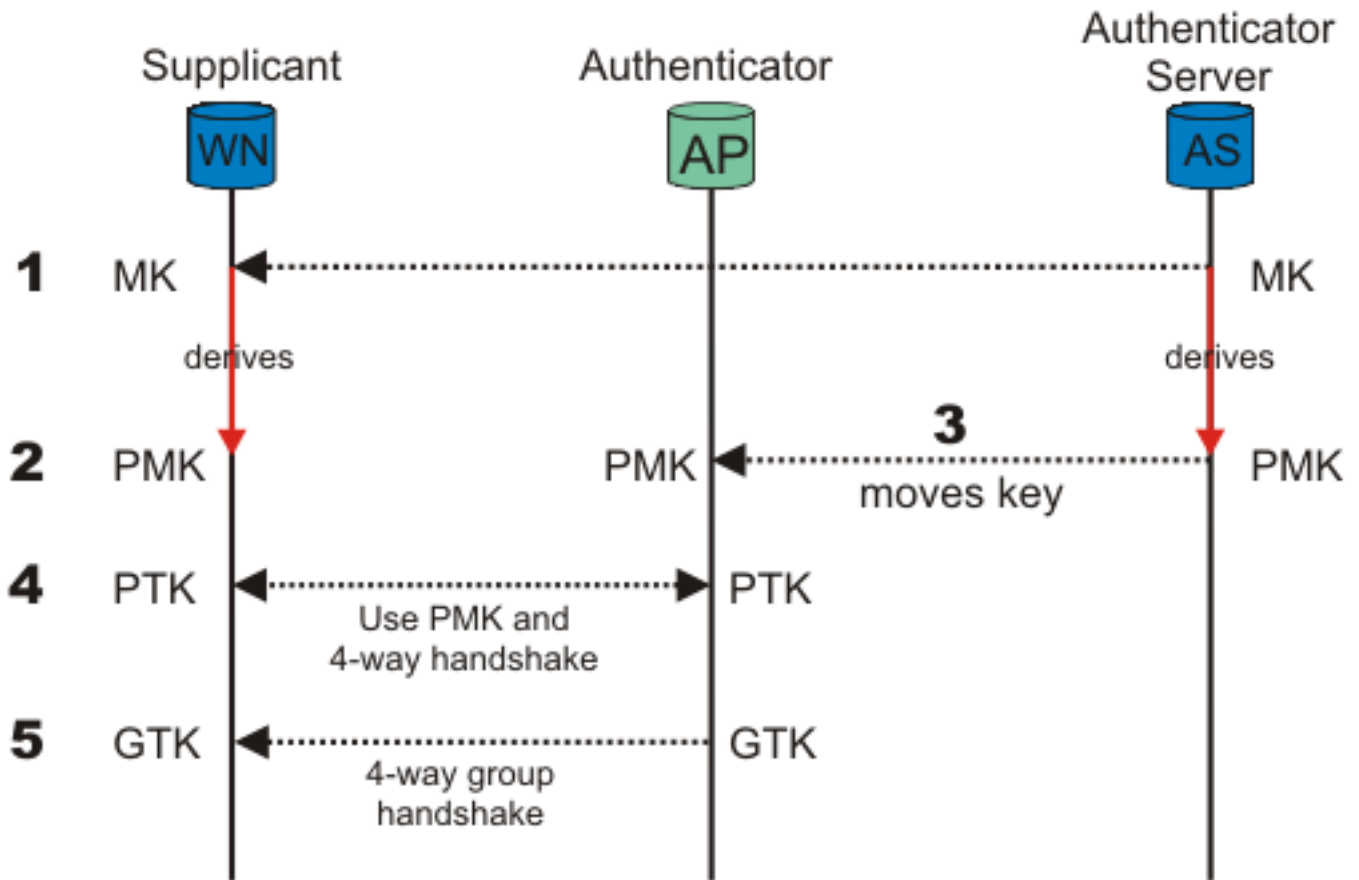 Supplicant
Authenticator
Authenticator
Server
WN
AP
AS
1
MK
MK
derives
derives
2
PMK
PMK
3
moves key
PMK
4
PTK
PTK
Use PMK and
4-way handshake
5
GTK
GTK
4-way group
handshake